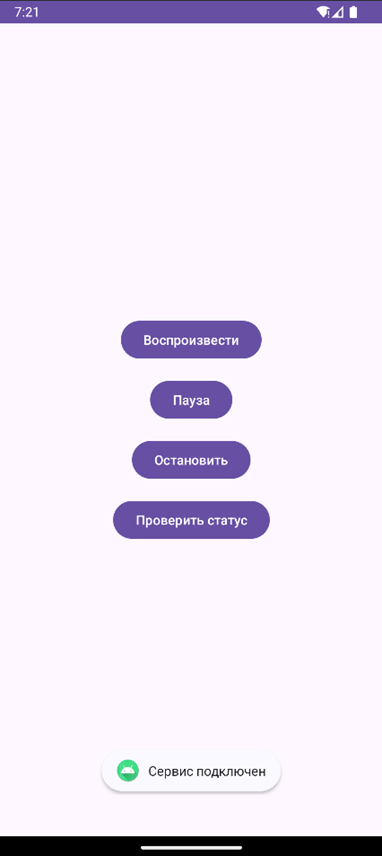 7:21
Воспроизвести
Пауза
Остановить
Проверить статус
Сервис подключен